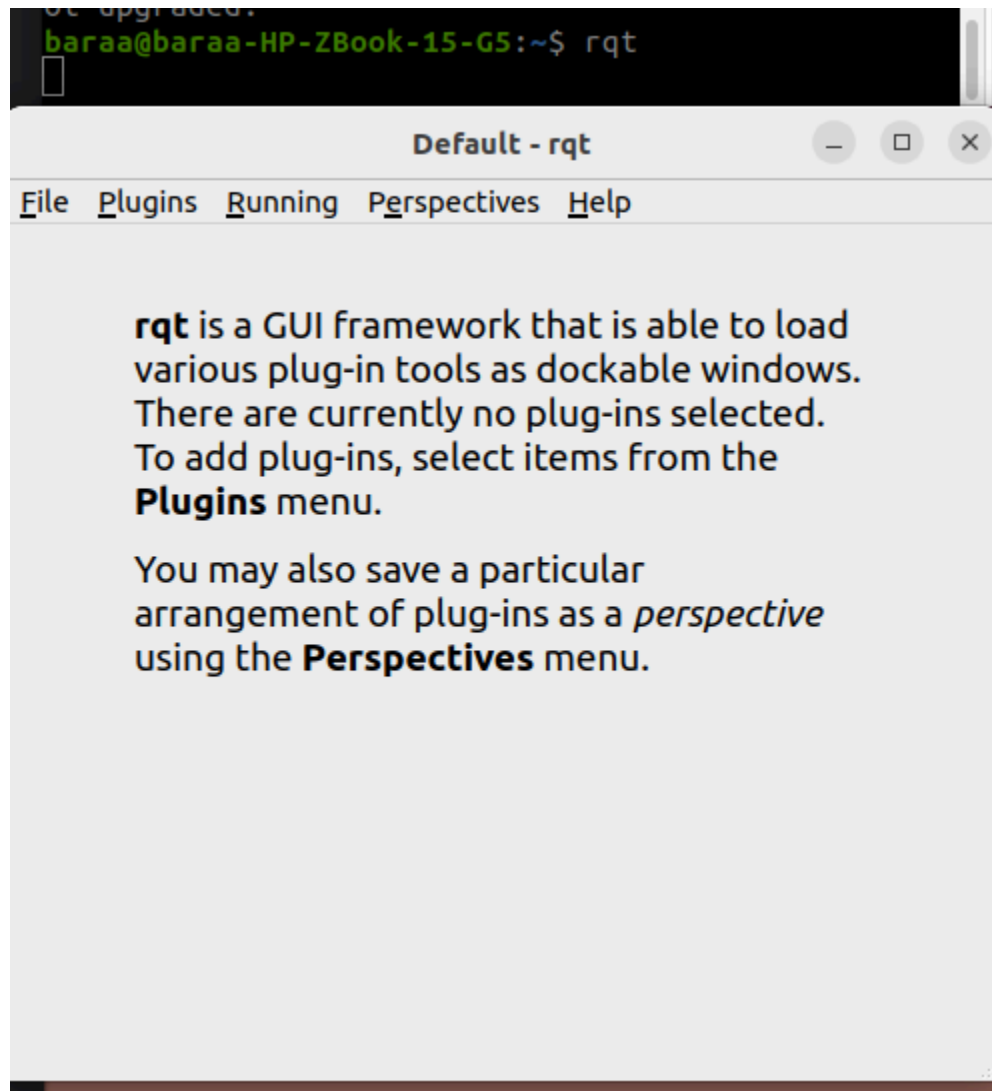 ot upgraded.
baraa@baraa-HP-ZBook-15-G5:~$ rqt
Default - rqt
File Plugins Running Perspectives Help
rqt is a GUI framework that is able to load
various plug-in tools as dockable windows.
There are currently no plug-ins selected.
To add plug-ins, select items from the
Plugins menu.
You may also save a particular
arrangement of plug-ins as a perspective
using the Perspectives menu.